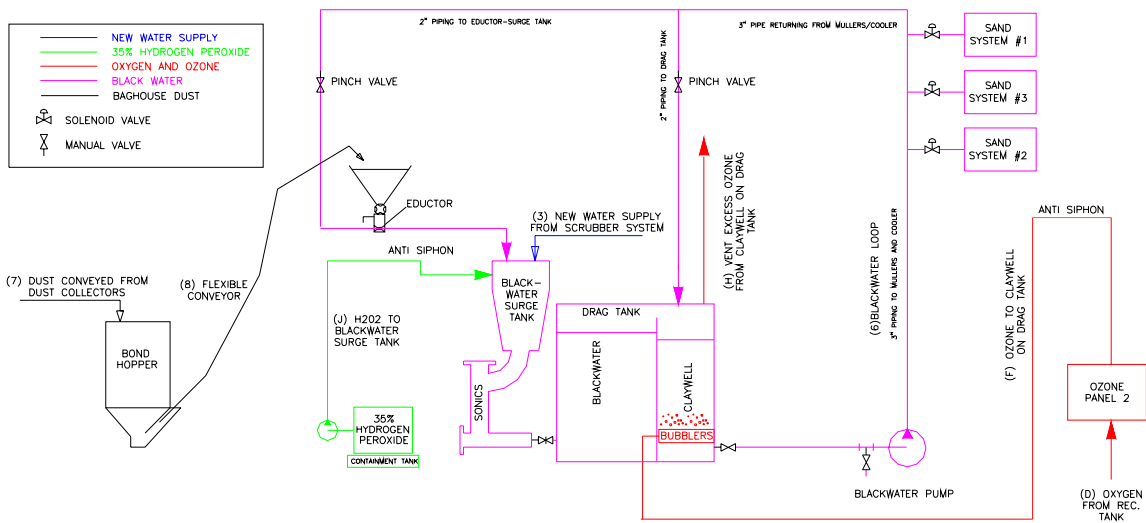 NEW WATER SUPPLY
35% HYDROGEN PEROXIDE
OXYGEN AND OZONE
BLACK WATER
BAGHOUSE DUST
SOLENOID VALVE
MANUAL VALVE
2" PIPING TO EDUCTOR-SURGE TANK
3" PIPE RETURNING FROM MULLERS/COOLER
SAND
SYSTEM #1
SAND
SYSTEM #3
SAND
SYSTEM #2
PINCH VALVE
2" PIPING TO DRAG TANK
PINCH VALVE
EDUCTOR
(3) NEW WATER SUPPLY
FROM SCRUBBER SYSTEM
ANTI SIPHON
(H) VENT EXCESS OZONE
FROM CLAYWELL ON DRAG
TANK
(6)BLACKWATER LOOP
3" PIPING TO MULLERS AND COOLER
ANTI SIPHON
(7) DUST CONVEYED FROM
DUST COLLECTORS
(8) FLEXIBLE
CONVEYOR
BLACK-
WATER
SURGE
TANK
DRAG TANK
(J) H202 TO
BLACKWATER
SURGE TANK
BOND
HOPPER
SONICS
BLACKWATER
CLAYWELL
BUBBLERS
(F) OZONE TO CLAYWELL
ON DRAG TANK
OZONE
PANEL 2
35%
HYDROGEN
PEROXIDE
CONTAINMENT TANK
BLACKWATER PUMP
(D) OXYGEN
FROM REC.
TANK